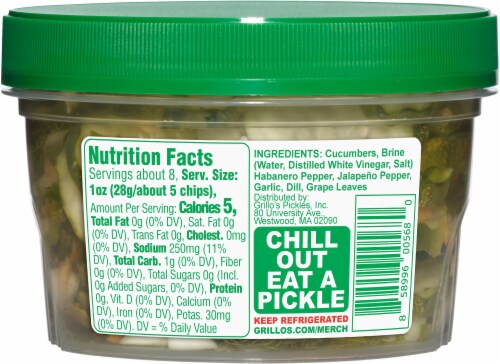 Nutrition Facts
Servings about 8, Serv. Size:
1oz (28g/about 5 chips),
Amount Per Serving: Calories 5,
Total Fat 0g (0% DV), Sat. Fat 0g
(0% DV), Trans Fat 0g, Cholest. 0mg
(0% DV), Sodium 250mg (11%
DV), Total Carb. 1g (0% DV), Fiber
0g (0% DV), Total Sugars 0g (Incl.
0g Added Sugars, 0% DV), Protein
0g, Vit. D (0% DV), Calcium (0%
DV), Iron (0% DV), Potas. 30mg
(0% DV). DV = % Daily Value
INGREDIENTS: Cucumbers, Brine
(Water, Distilled White Vinegar, Salt)
Habanero Pepper, Jalapeño Pepper,
Garlic, Dill, Grape Leaves
Distributed by
Grillo's Pickles, Inc.
80 University Ave.
Westwood, MA 02090
CHILL
OUT
EAT A
PICKLE
KEEP REFRIGERATED
GRILLOS.COM/MERCH
8 58996 00568 0